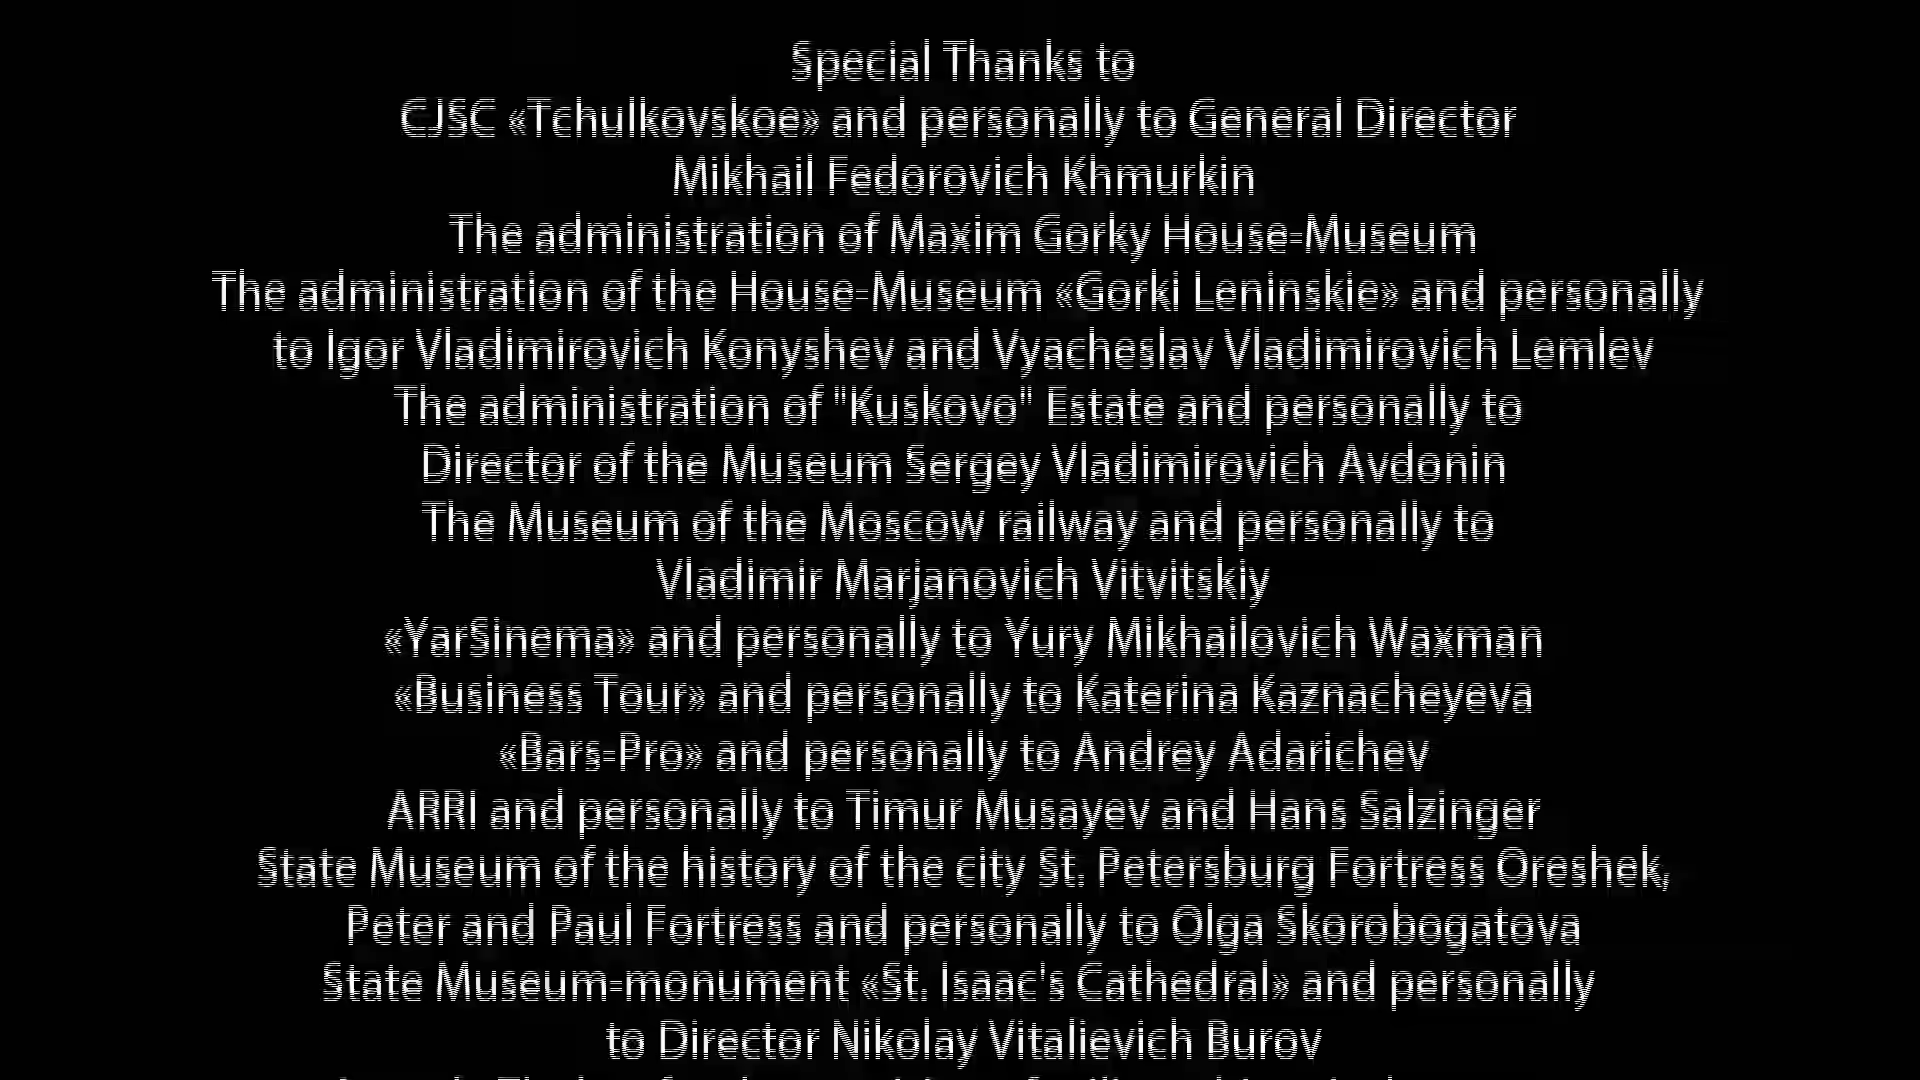 Special Thanks to
CJSC «Tchulkovskoe» and personally to General Director
Mikhail Fedorovich Khmurkin
The administration of Maxim Gorky House-Museum
The administration of the House-Museum «Gorki Leninskie» and personally
to Igor Vladimirovich Konyshev and Vyacheslav Vladimirovich Lemlev
The administration of "Kuskovo" Estate and personally to
Director of the Museum Sergey Vladimirovich Avdonin
The Museum of the Moscow railway and personally to
Vladimir Marjanovich Vitvitskiy
«YarSinema» and personally to Yury Mikhailovich Waxman
«Business Tour» and personally to Katerina Kaznacheyeva
«Bars-Pro» and personally to Andrey Adarichev
ARRI and personally to Timur Musayev and Hans Salzinger
State Museum of the history of the city St. Petersburg Fortress Oreshek,
Peter and Paul Fortress and personally to Olga Skorobogatova
State Museum-monument «St. Isaac's Cathedral» and personally
to Director Nikolay Vitalievich Burov